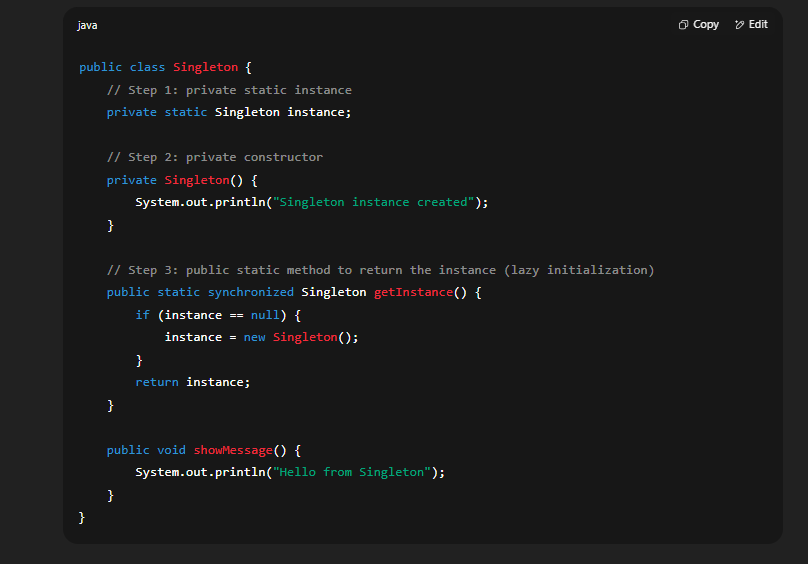 java
Copy
Edit
public class Singleton {
    // Step 1: private static instance
    private static Singleton instance;

    // Step 2: private constructor
    private Singleton() {
        System.out.println("Singleton instance created");
    }

    // Step 3: public static method to return the instance (lazy initialization)
    public static synchronized Singleton getInstance() {
        if (instance == null) {
            instance = new Singleton();
        }
        return instance;
    }

    public void showMessage() {
        System.out.println("Hello from Singleton");
    }
}